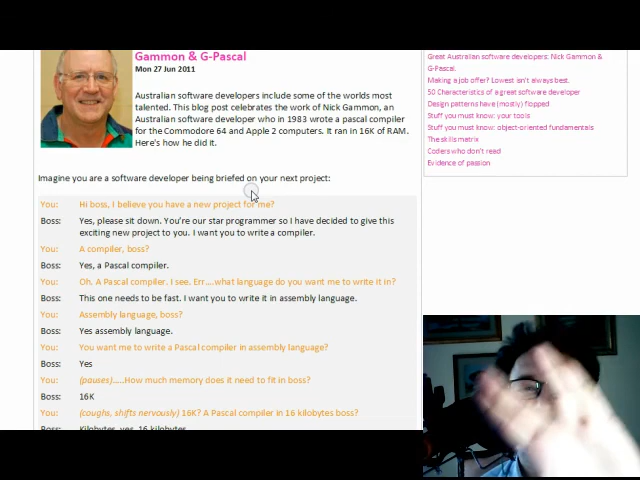 Gammon & G-Pascal
Mon 27 Jun 2011
Australian software developers include some of the worlds most
talented. This blog post celebrates the work of Nick Gammon, an
Australian software developer who in 1983 wrote a pascal compiler
for the Commodore 64 and Apple 2 computers. It ran in 16K of RAM.
Here's how he did it.
Imagine you are a software developer being briefed on your next project:
You: Hi boss, I believe you have a new project for me?
Boss: Yes, please sit down. You're our star programmer so I have decided to give this
exciting new project to you. I want you to write a compiler.
You: A compiler, boss?
Boss: Yes, a Pascal compiler.
You: Oh. A Pascal compiler. I see. Err....what language do you want me to write it in?
Boss: This one needs to be fast. I want you to write it in assembly language.
You: Assembly language, boss?
Boss: Yes assembly language.
You: You want me to write a Pascal compiler in assembly language?
Boss: Yes
You: (pauses).....How much memory does it need to fit in boss?
Boss: 16K
You: (coughs, shifts nervously) 16K? A Pascal compiler in 16 kilobytes boss?
Boss: Kilobytes, yes, 16 kilobytes
Great Australian software developers: Nick Gammon &
G-Pascal.
Making a job offer? Lowest isn't always best.
50 Characteristics of a great software developer
Design patterns have (mostly) flopped
Stuff you must know: your tools
Stuff you must know: object-oriented fundamentals
The skills matrix
Coders who don't read
Evidence of passion